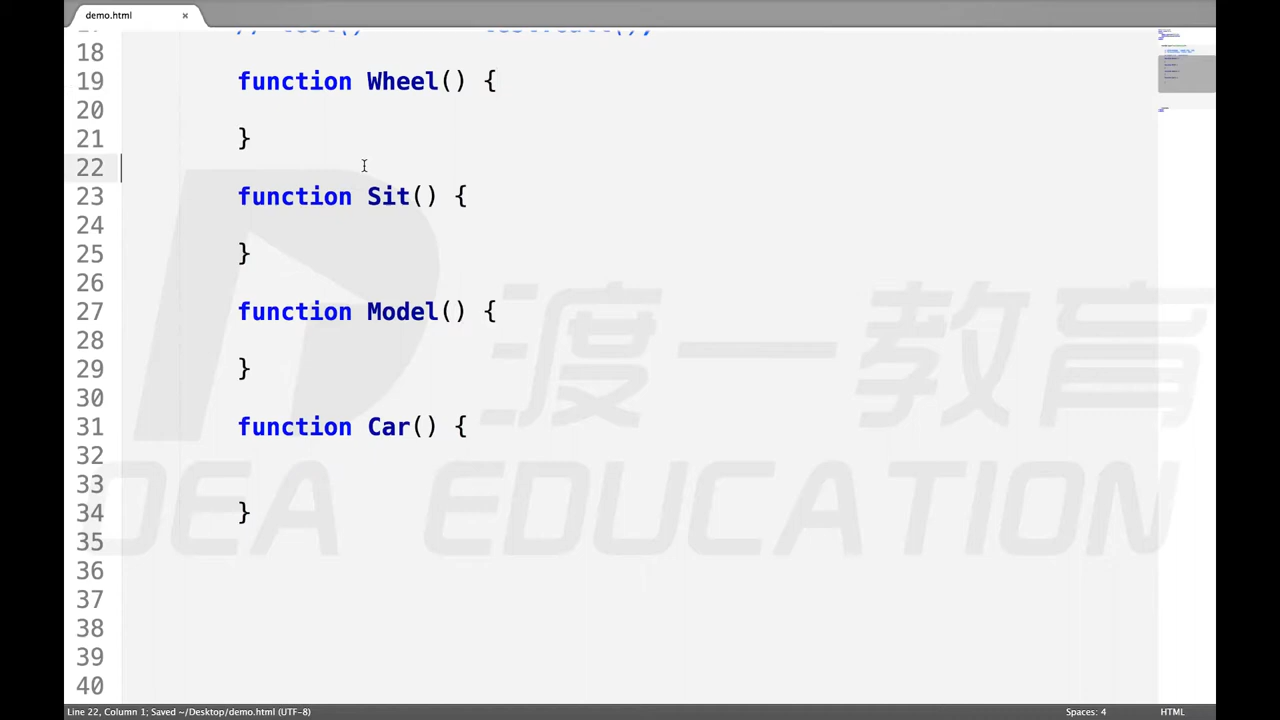 demo.html
18
19 function Wheel() {
20
21 }
22
23 function Sit() {
24
25 }
26
27 function Model() {
28
29 }
30
31 function Car() {
32
33
34 }
35
36
37
38
39
40
渡一教育
DEA EDUCATION
Line 22, Column 1; Saved ~/Desktop/demo.html (UTF-8)
Spaces: 4
HTML